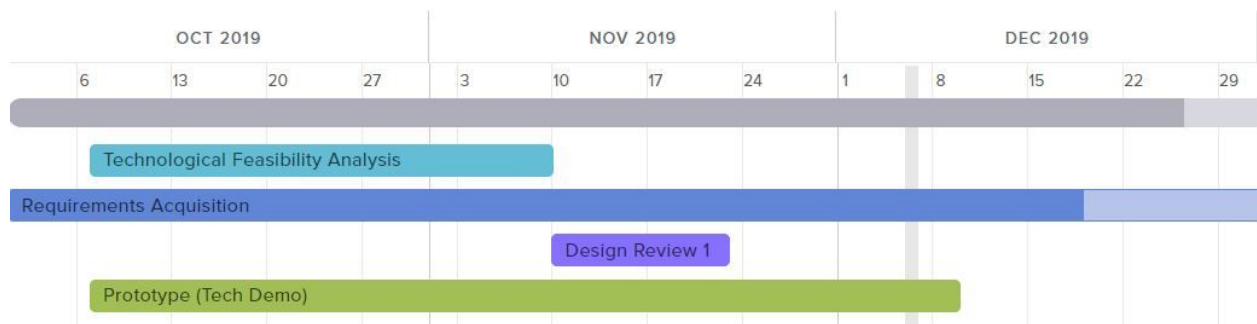 OCT 2019 NOV 2019 DEC 2019
6 13 20 27 3 10 17 24 1 8 15 22 29
Technological Feasibility Analysis
Requirements Acquisition
Design Review 1
Prototype (Tech Demo)